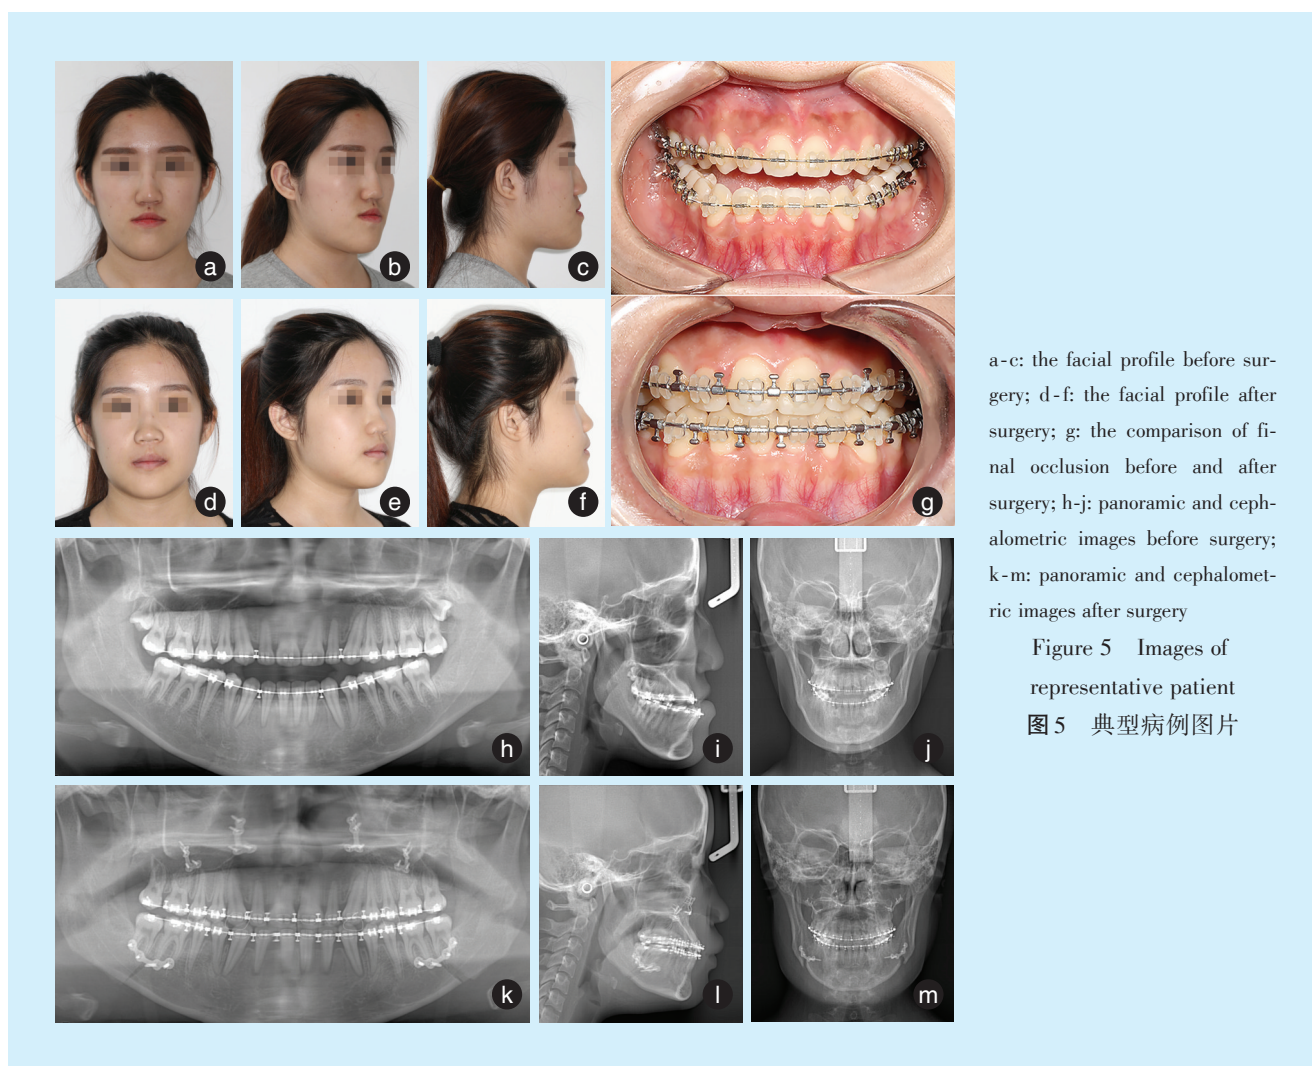 a
b
c
d
e
f
g
h
i
j
k
l
m
a-c: the facial profile before sur-
gery; d-f: the facial profile after
surgery; g: the comparison of fi-
nal occlusion before and after
surgery; h-j: panoramic and ceph-
alometric images before surgery;
k-m: panoramic and cephalomet-
ric images after surgery
Figure 5 Images of
representative patient
图5 典型病例图片